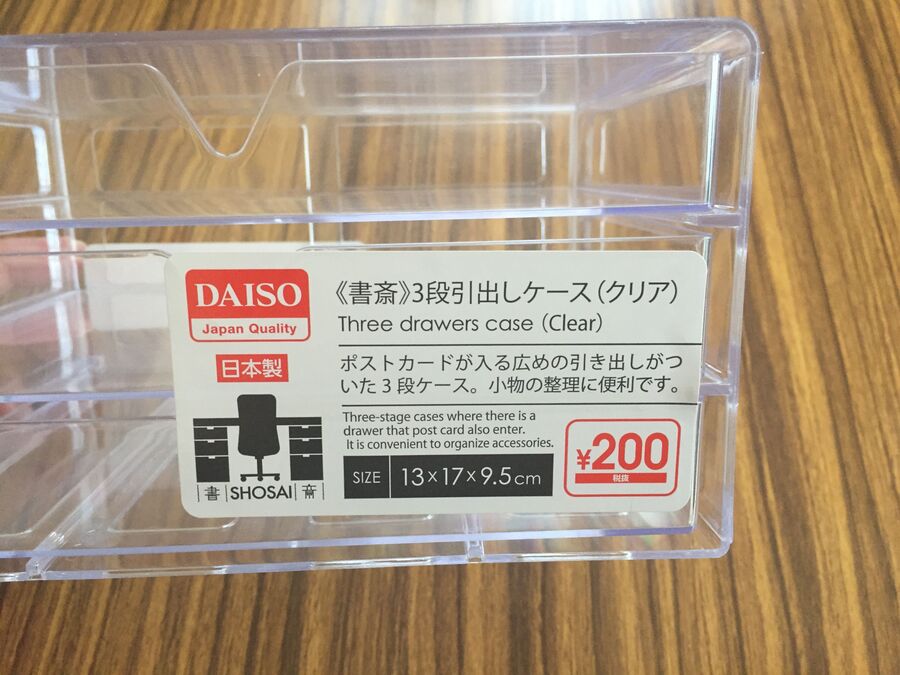 DAISO
Japan Quality
日本製
書 SHOSAI 斎
《書斎》3段引出しケース(クリア)
Three drawers case (Clear)
ポストカードが入る広めの引き出しがつ
いた3段ケース。小物の整理に便利です。
Three-stage cases where there is a
drawer that post card also enter.
It is convenient to organize accessories.
SIZE 13×17×9.5cm
¥200
税抜